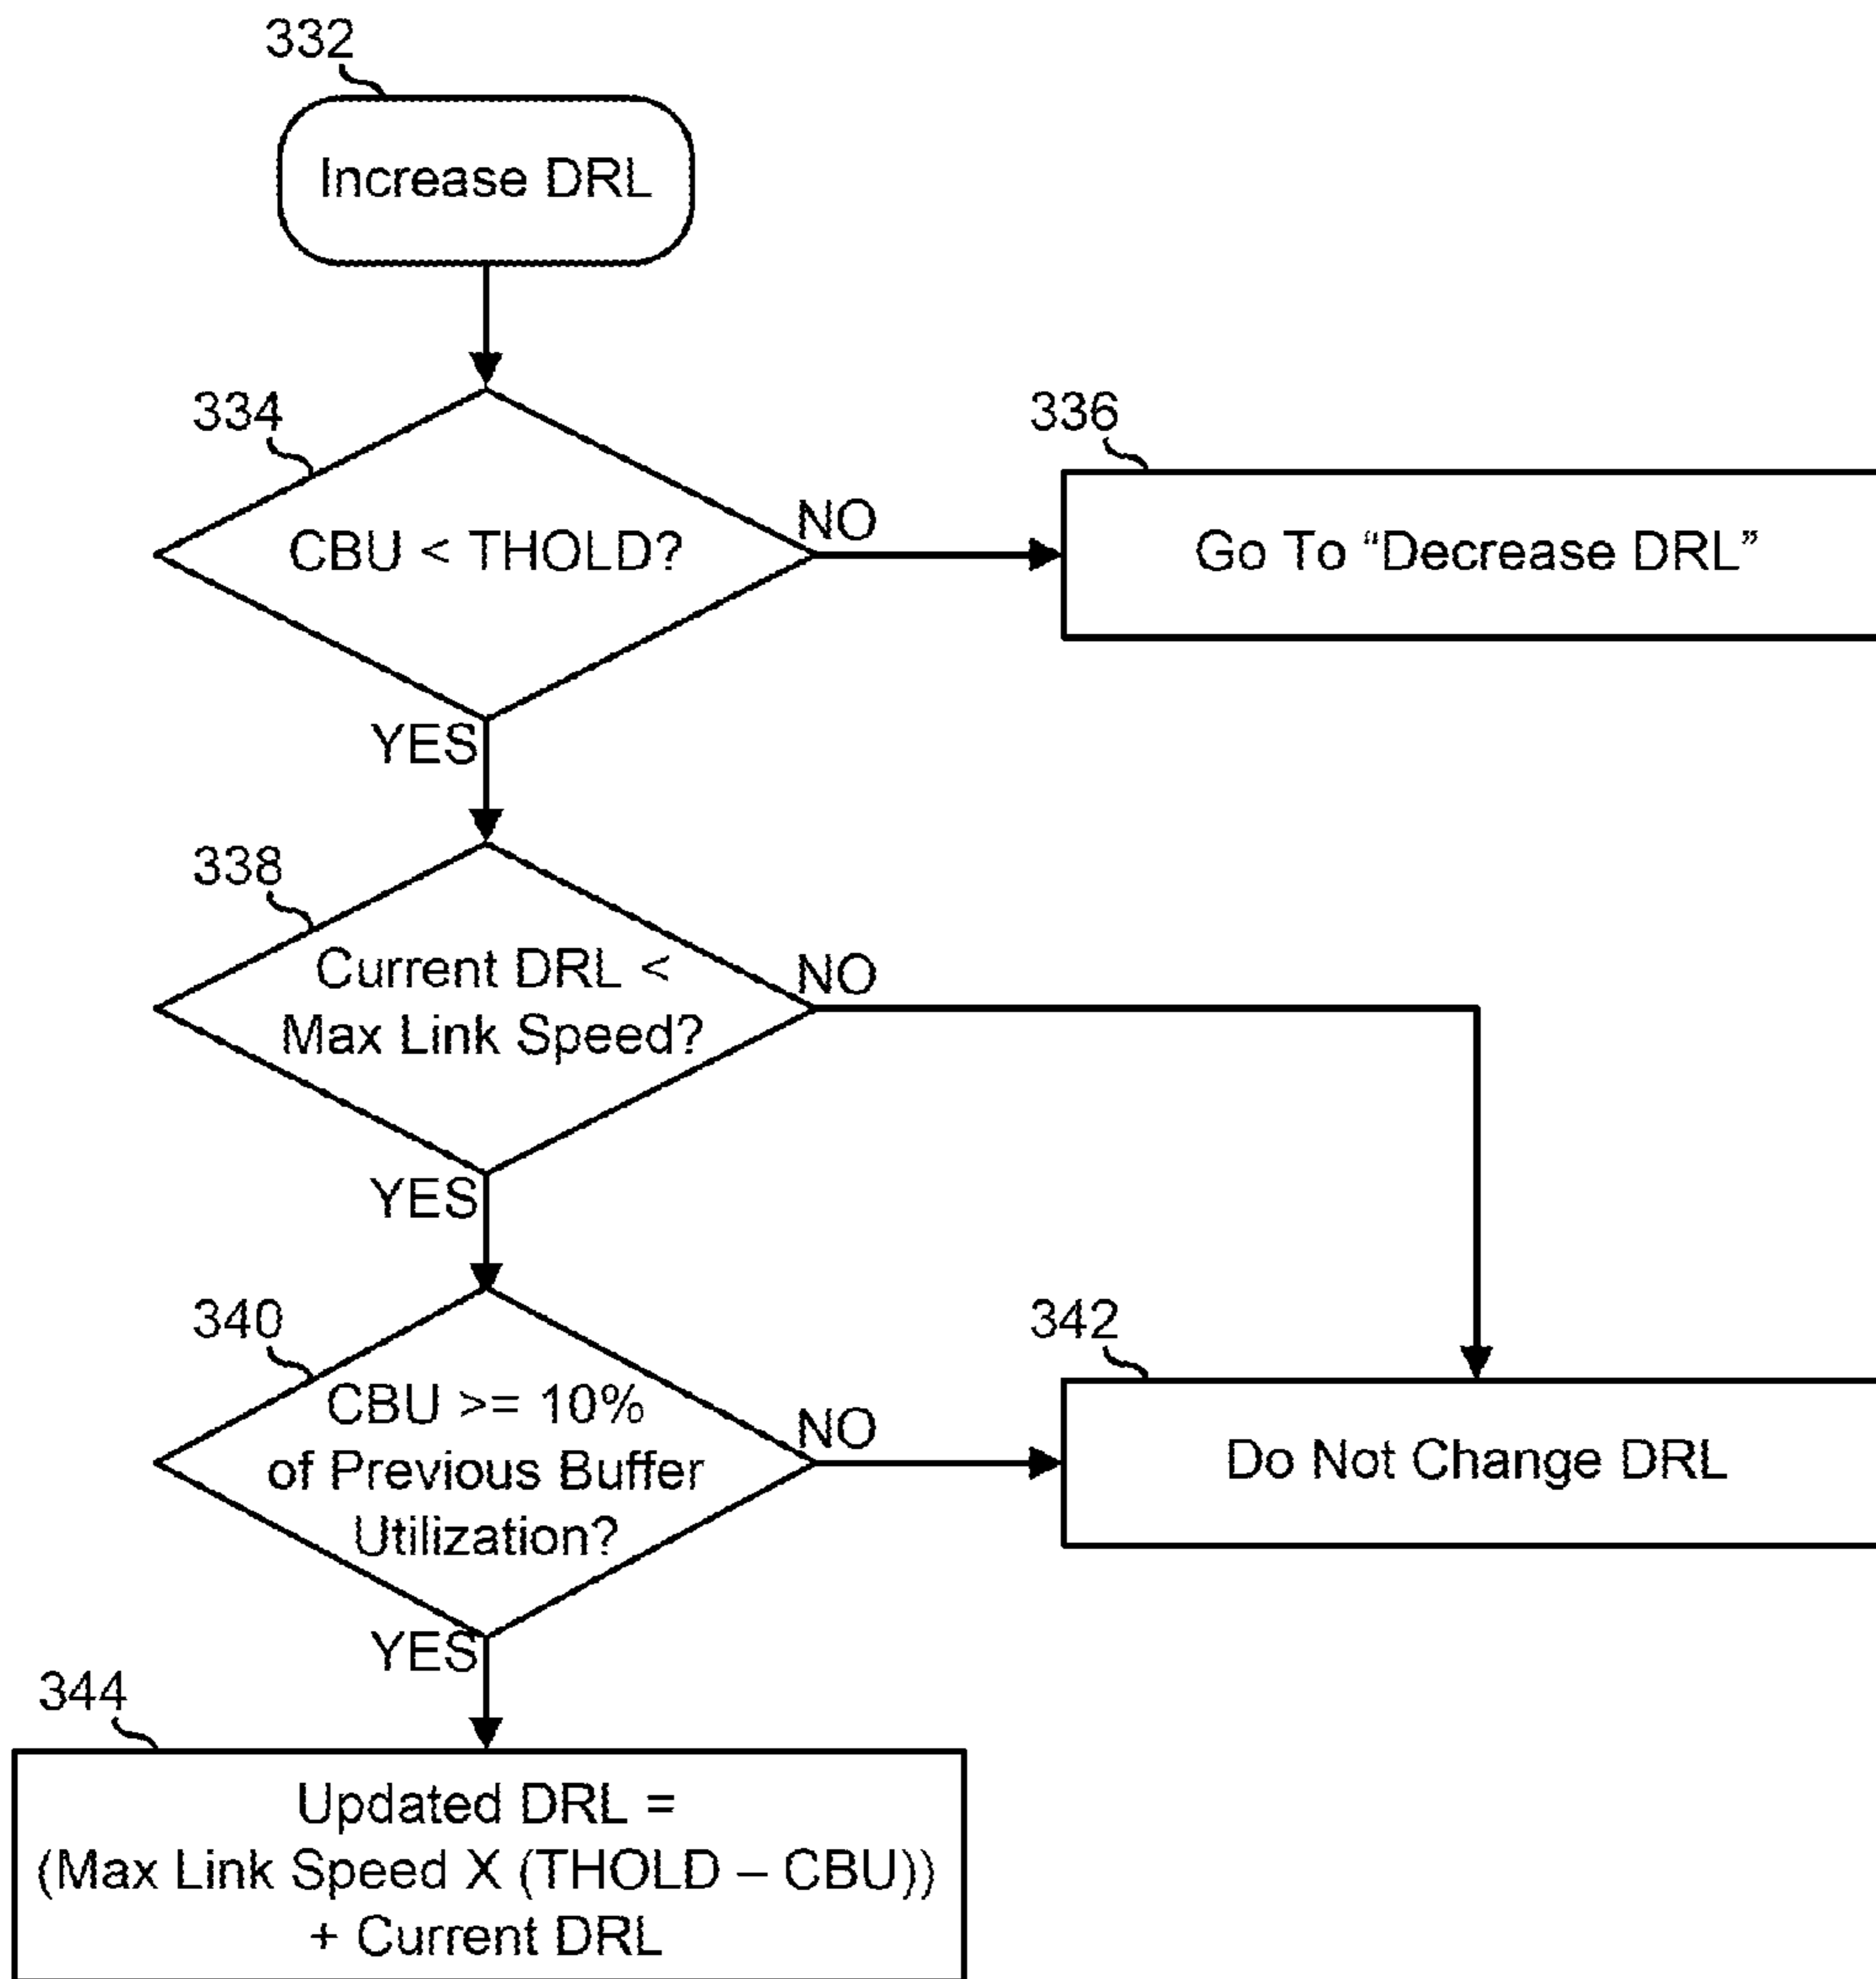 332
Increase DRL
334
CBU < THOLD?
NO
336
Go To “Decrease DRL”
YES
338
Current DRL <
Max Link Speed?
NO
YES
340
CBU >= 10%
of Previous Buffer
Utilization?
NO
342
Do Not Change DRL
YES
344
Updated DRL =
(Max Link Speed X (THOLD – CBU))
+ Current DRL